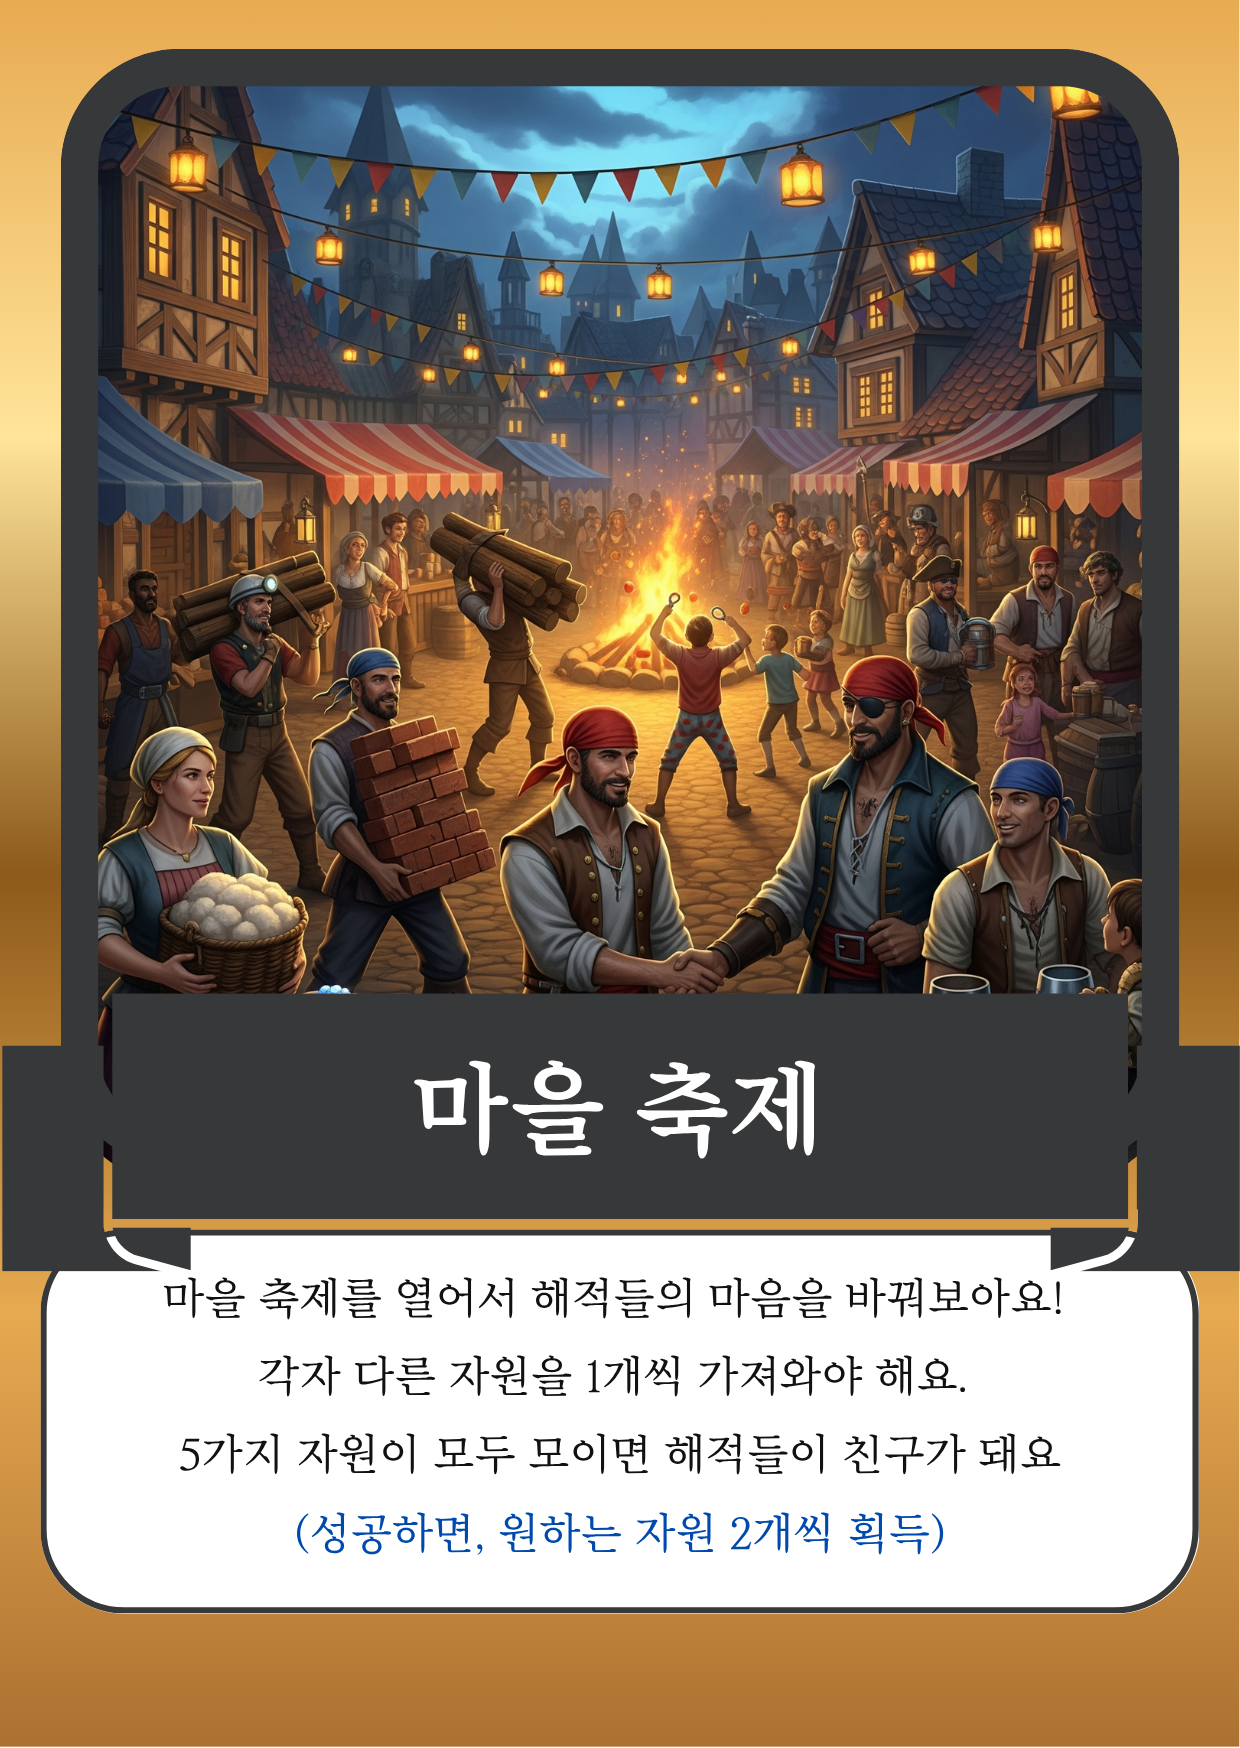 마을 축제
마을 축제를 열어서 해적들의 마음을 바꿔보아요!
각자 다른 자원을 1개씩 가져와야 해요.
5가지 자원이 모두 모이면 해적들이 친구가 돼요
(성공하면, 원하는 자원 2개씩 획득)